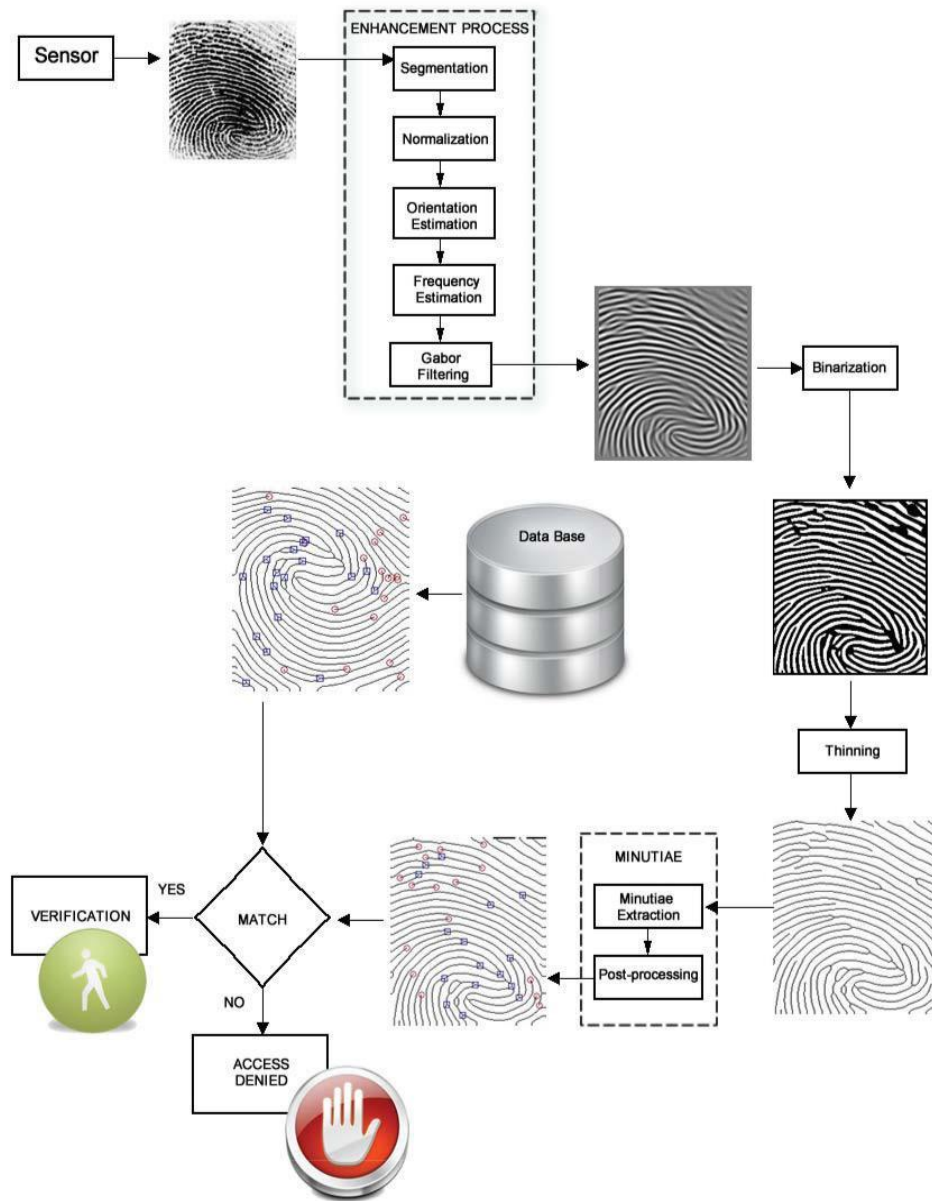 ENHANCEMENT PROCESS
Sensor
Segmentation
Normalization
Orientation
Estimation
Frequency
Estimation
Gabor
Filtering
Binarization
Data Base
Thinning
MINUTIAE
Minutiae
Extraction
Post-processing
MATCH
YES
VERIFICATION
NO
ACCESS
DENIED